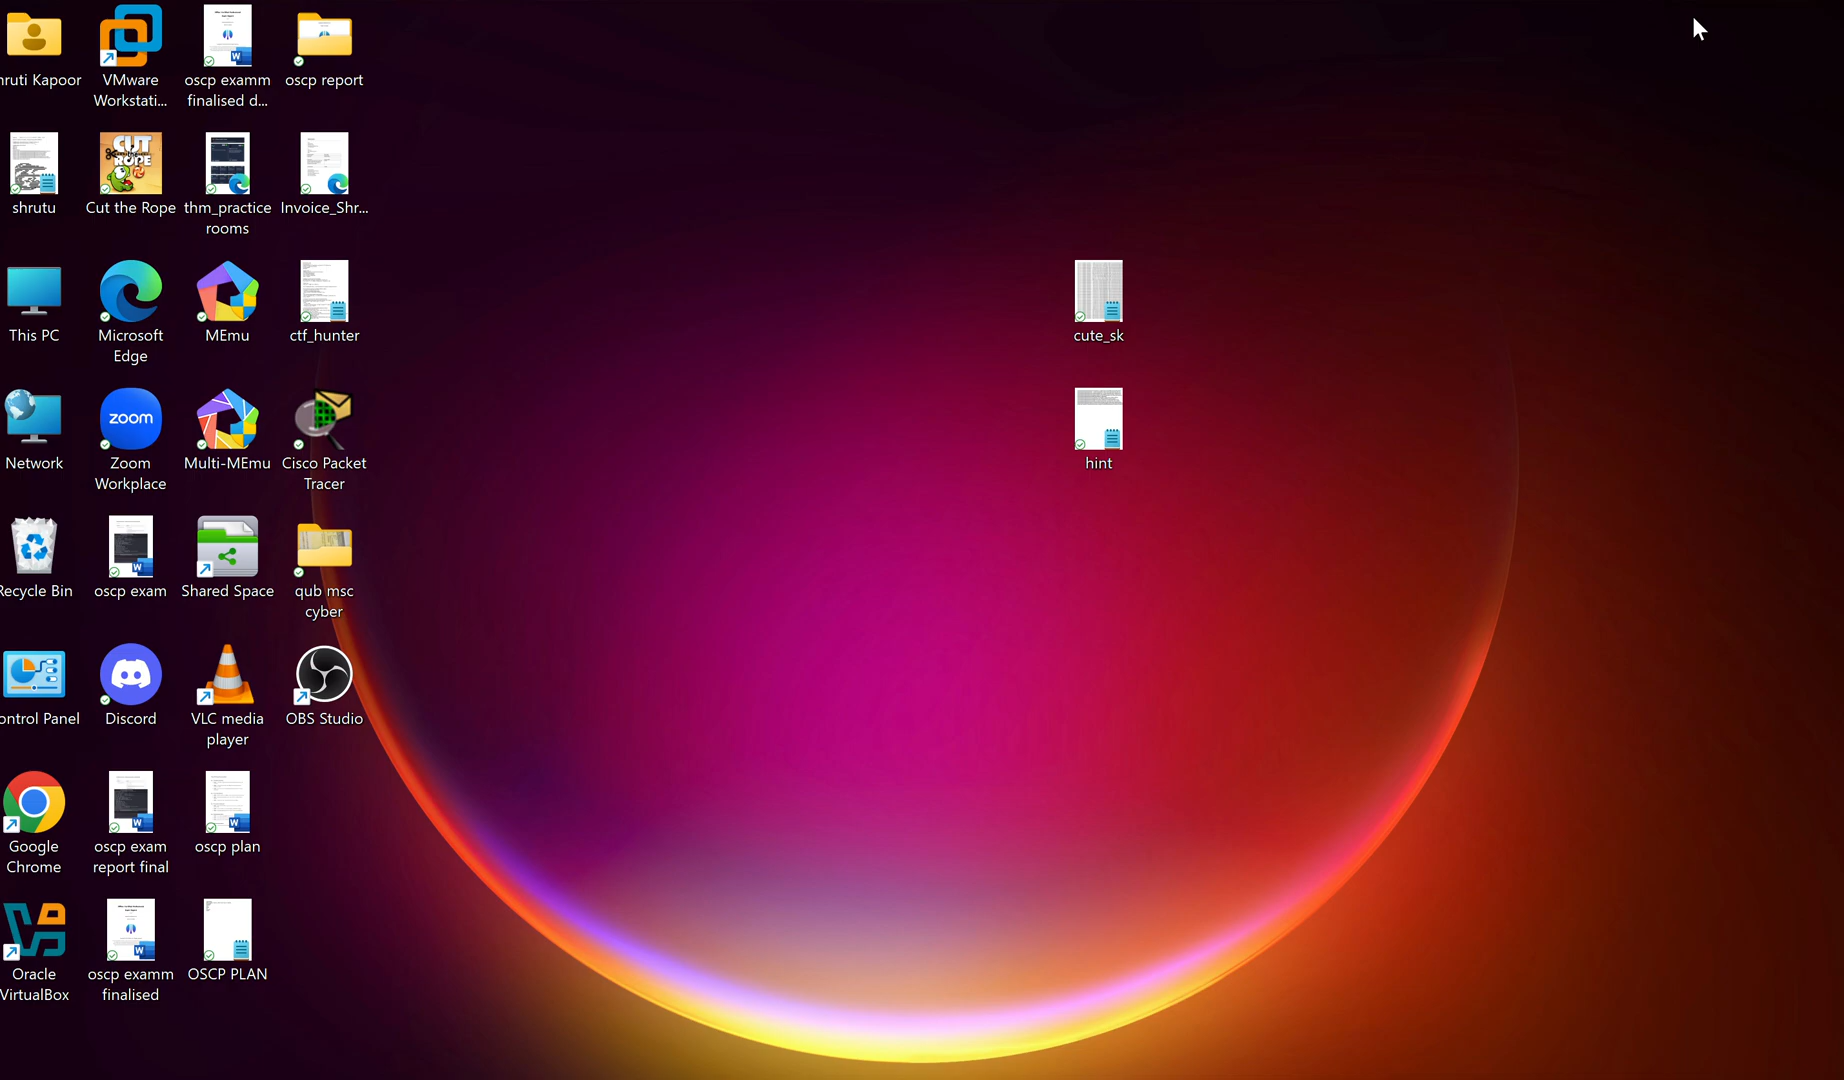 hruti Kapoor
VMware
Workstati...
oscp examm
finalised d...
oscp report
shrutu
CUT
ROPE
Cut the Rope
thm_practice
rooms
Invoice_Shr...
This PC
Microsoft
Edge
MEmu
ctf_hunter
cute_sk
Network
zoom
Zoom
Workplace
Multi-MEmu
Cisco Packet
Tracer
hint
Recycle Bin
oscp exam
Shared Space
qub msc
cyber
ontrol Panel
Discord
VLC media
player
OBS Studio
Google
Chrome
oscp exam
report final
oscp plan
Oracle
VirtualBox
oscp examm
finalised
OSCP PLAN